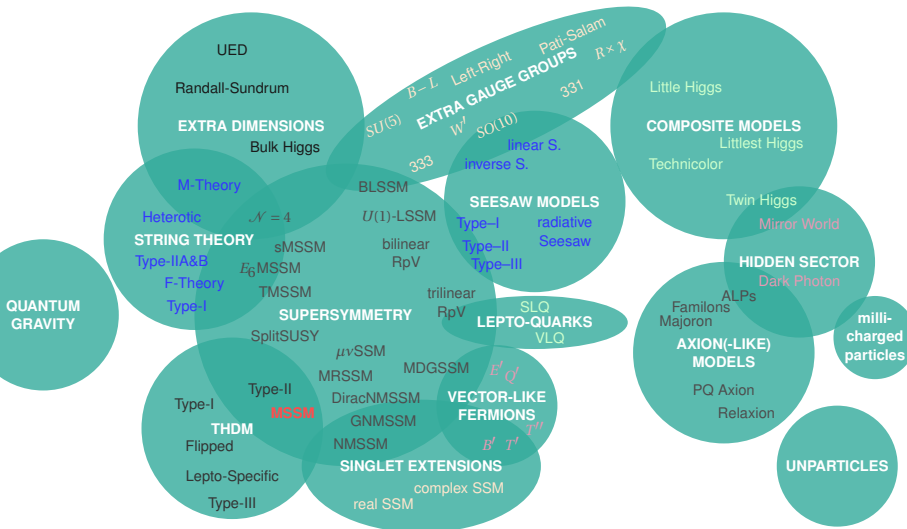 UED
Randall-Sundrum
EXTRA DIMENSIONS
Bulk Higgs
SU(5)
B−L
Left-Right
Pati-Salam
R×χ
EXTRA GAUGE GROUPS
331
W′
SO(10)
333
Little Higgs
COMPOSITE MODELS
Littlest Higgs
Technicolor
Twin Higgs
linear S.
inverse S.
SEESAW MODELS
Type–I
radiative
Type–II
Seesaw
Type–III
M-Theory
Heterotic
𝒩 = 4
STRING THEORY
Type-IIA&B
F-Theory
Type-I
BLSSM
U(1)-LSSM
sMSSM
bilinear
RpV
E6MSSM
TMSSM
trilinear
RpV
SUPERSYMMETRY
SplitSUSY
μνSSM
MRSSM
MDGSSM
DiracNMSSM
MSSM
GNMSSM
NMSSM
QUANTUM
GRAVITY
SLQ
LEPTO-QUARKS
VLQ
Mirror World
HIDDEN SECTOR
Dark Photon
ALPs
Familons
Majoron
AXION(-LIKE)
MODELS
PQ Axion
Relaxion
milli-
charged
particles
E′
Q′
VECTOR-LIKE
FERMIONS
T′′
B′
T′
Type-II
Type-I
THDM
Flipped
Lepto-Specific
Type-III
SINGLET EXTENSIONS
complex SSM
real SSM
UNPARTICLES